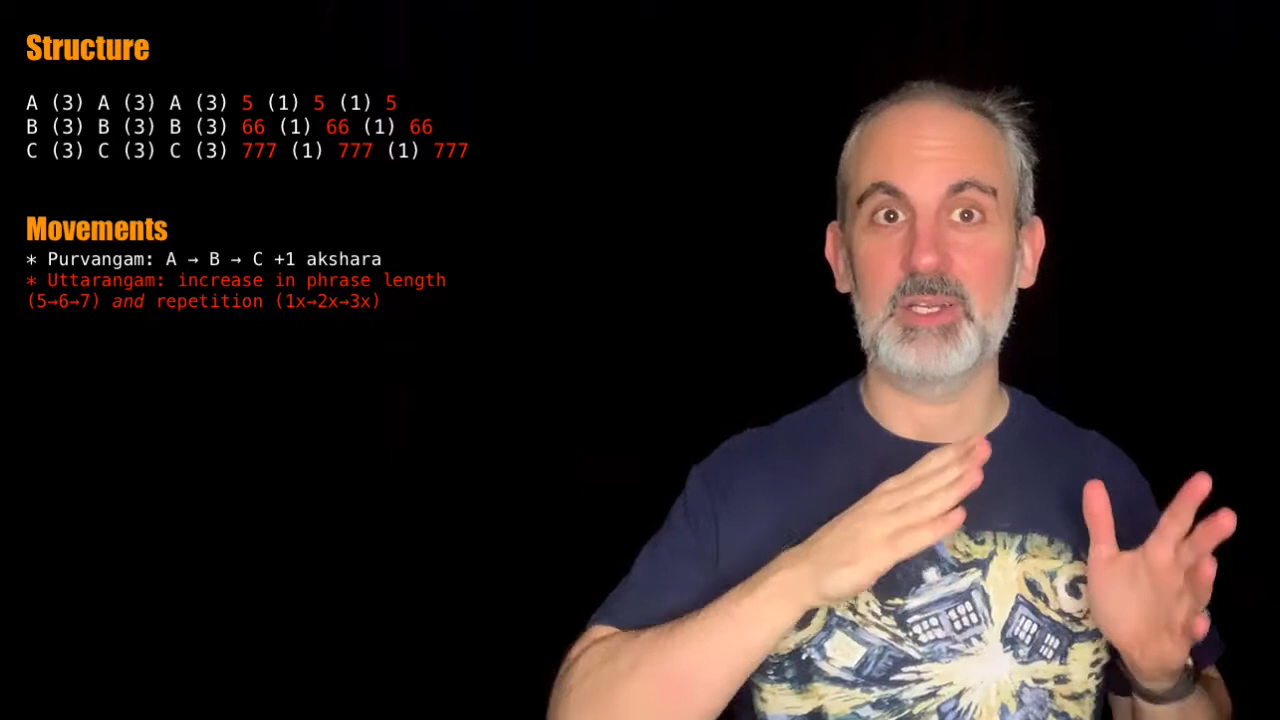 Structure
A (3) A (3) A (3) 5 (1) 5 (1) 5
B (3) B (3) B (3) 66 (1) 66 (1) 66
C (3) C (3) C (3) 777 (1) 777 (1) 777
Movements
* Purvangam: A → B → C +1 akshara
* Uttarangam: increase in phrase length
(5→6→7) and repetition (1x→2x→3x)